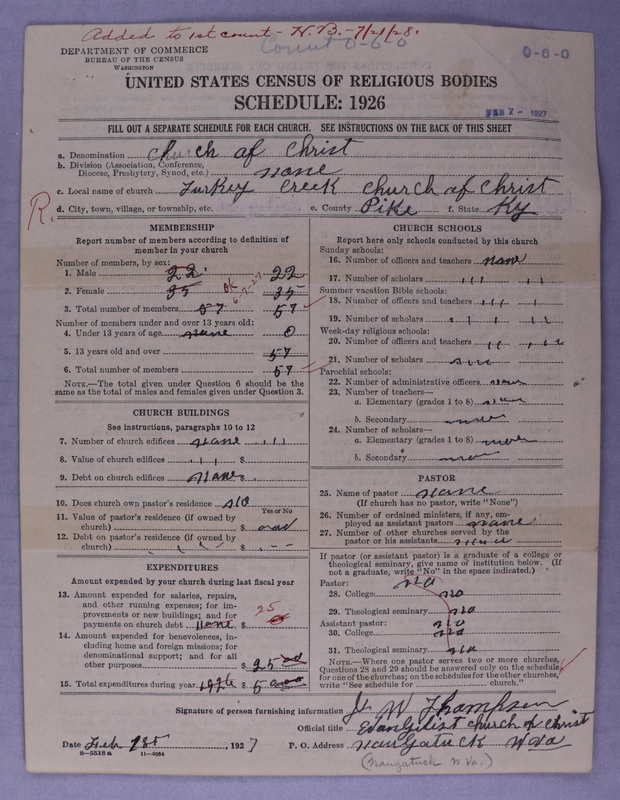 Added to 1st count - H.B. - 7/21/28.
Count 0-6-0
0-6-0
DEPARTMENT OF COMMERCE
BUREAU OF THE CENSUS
WASHINGTON
UNITED STATES CENSUS OF RELIGIOUS BODIES
SCHEDULE: 1926
FEB 7 - 1927
FILL OUT A SEPARATE SCHEDULE FOR EACH CHURCH. SEE INSTRUCTIONS ON THE BACK OF THIS SHEET
a. Denomination church of Christ
b. Division (Association, Conference, Diocese, Presbytery, Synod, etc.) none
c. Local name of church Turkey Creek church of Christ
R.
d. City, town, village, or township, etc. e. County Pike f. State Ky
MEMBERSHIP
Report number of members according to definition of
member in your church
Number of members, by sex:
1. Male 22 22
2. Female 35 35
OK
3. Total number of members 57 57
Number of members under and over 13 years old:
4. Under 13 years of age none 0
5. 13 years old and over 57
6. Total number of members 57
NOTE.—The total given under Question 6 should be
same as the total of males and females given under Question 3.
CHURCH BUILDINGS
See instructions, paragraphs 10 to 12
7. Number of church edifices none
8. Value of church edifices $
9. Debt on church edifices none $
10. Does church own pastor's residence no
Yes or No
11. Value of pastor's residence (if owned by
church) $
12. Debt on pastor's residence (if owned by
church) $
EXPENDITURES
Amount expended by your church during last fiscal year
13. Amount expended for salaries, repairs,
and other running expenses; for im-
provements or new buildings; and for
payments on church debt none $ 25
14. Amount expended for benevolences, in-
cluding home and foreign missions; for
denominational support; and for all
other purposes $ 25 00
15. Total expenditures during year 1926 $ 50 00
CHURCH SCHOOLS
Report here only schools conducted by this church
Sunday schools:
16. Number of officers and teachers none
17. Number of scholars
Summer vacation Bible schools:
18. Number of officers and teachers
19. Number of scholars
Week-day religious schools:
20. Number of officers and teachers
21. Number of scholars none
Parochial schools:
22. Number of administrative officers none
23. Number of teachers—
a. Elementary (grades 1 to 8) none
b. Secondary none
24. Number of scholars—
a. Elementary (grades 1 to 8) none
b. Secondary none
PASTOR
25. Name of pastor none
(If church has no pastor, write "None")
26. Number of ordained ministers, if any, em-
ployed as assistant pastors none
27. Number of other churches served by the
pastor or his assistants none
If pastor (or assistant pastor) is a graduate of a college or
theological seminary, give name of institution below. (If
not a graduate, write "No" in the space indicated.)
Pastor: no
28. College: no
29. Theological seminary no
Assistant pastor: no
30. College: no
31. Theological seminary no
NOTE.—Where one pastor serves two or more churches,
Questions 28 and 29 should be answered only on the schedule
for one of the churches; on the schedules for the other churches,
write "See schedule for church."
Signature of person furnishing information W Thompson
Official title Evangelist church of christ
Date Feb 1927 P. O. Address Naugatuck W Va
8—5518 a 11—9264
(Naugatuck W. Va.)